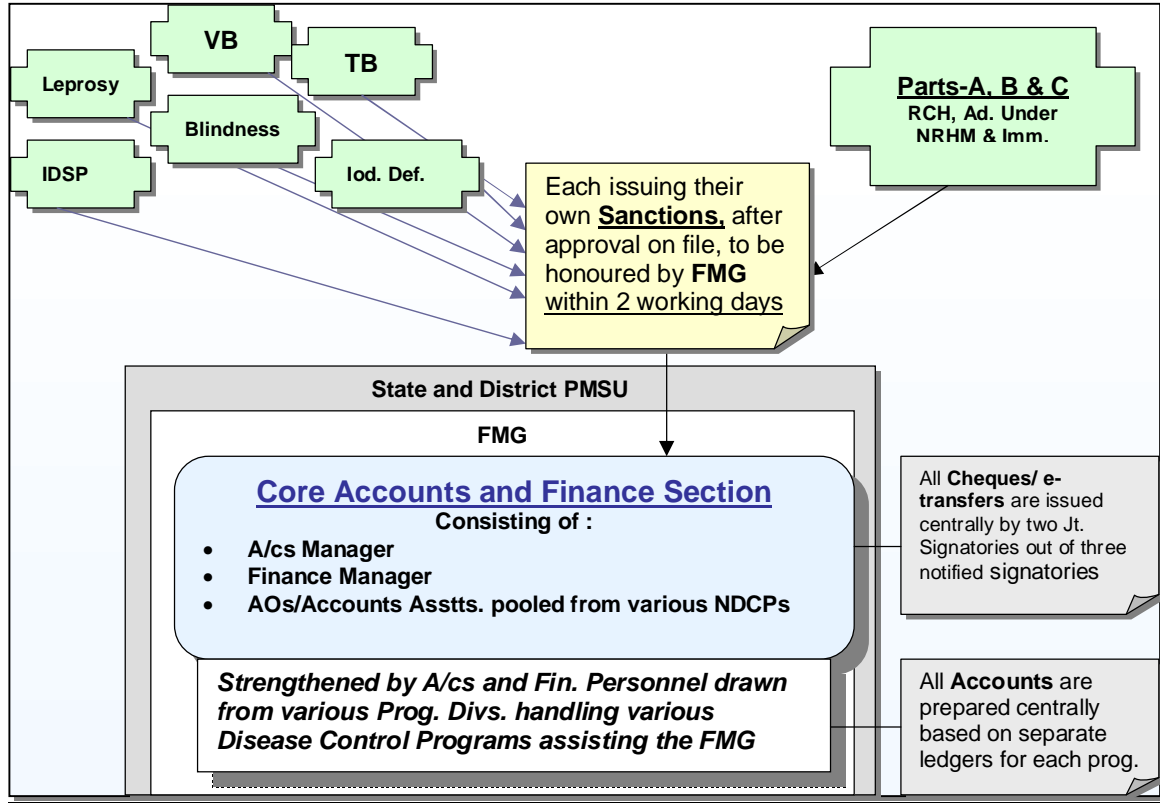 VB
TB
Leprosy
Blindness
IDSP
Iod. Def.
Parts-A, B & C
RCH, Ad. Under
NRHM & Imm.
Each issuing their
own Sanctions, after
approval on file, to be
honoured by FMG
within 2 working days
State and District PMSU
FMG
Core Accounts and Finance Section
Consisting of :
• A/cs Manager
• Finance Manager
• AOs/Accounts Asstts. pooled from various NDCPs
Strengthened by A/cs and Fin. Personnel drawn
from various Prog. Divs. handling various
Disease Control Programs assisting the FMG
All Cheques/ e-
transfers are issued
centrally by two Jt.
Signatories out of three
notified signatories
All Accounts are
prepared centrally
based on separate
ledgers for each prog.